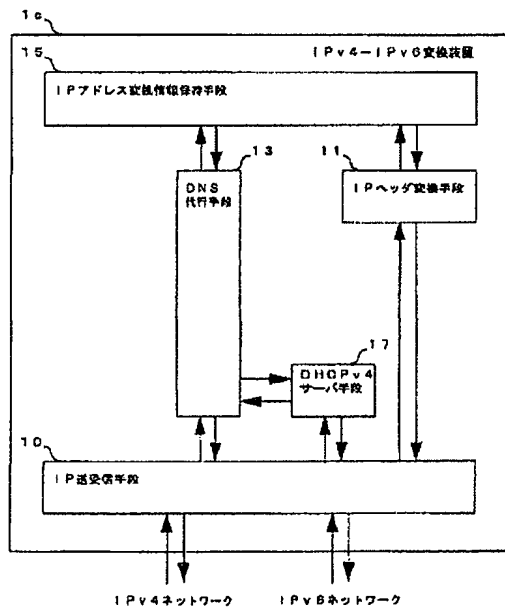 1c
IPv4-IPv6変換装置
15
IPアドレス変換情報保持手段
13
11
DNS
代行手段
IPヘッダ変換手段
17
DHCPv4
サーバ手段
10
IP送受信手段
IPv4ネットワーク
IPv6ネットワーク